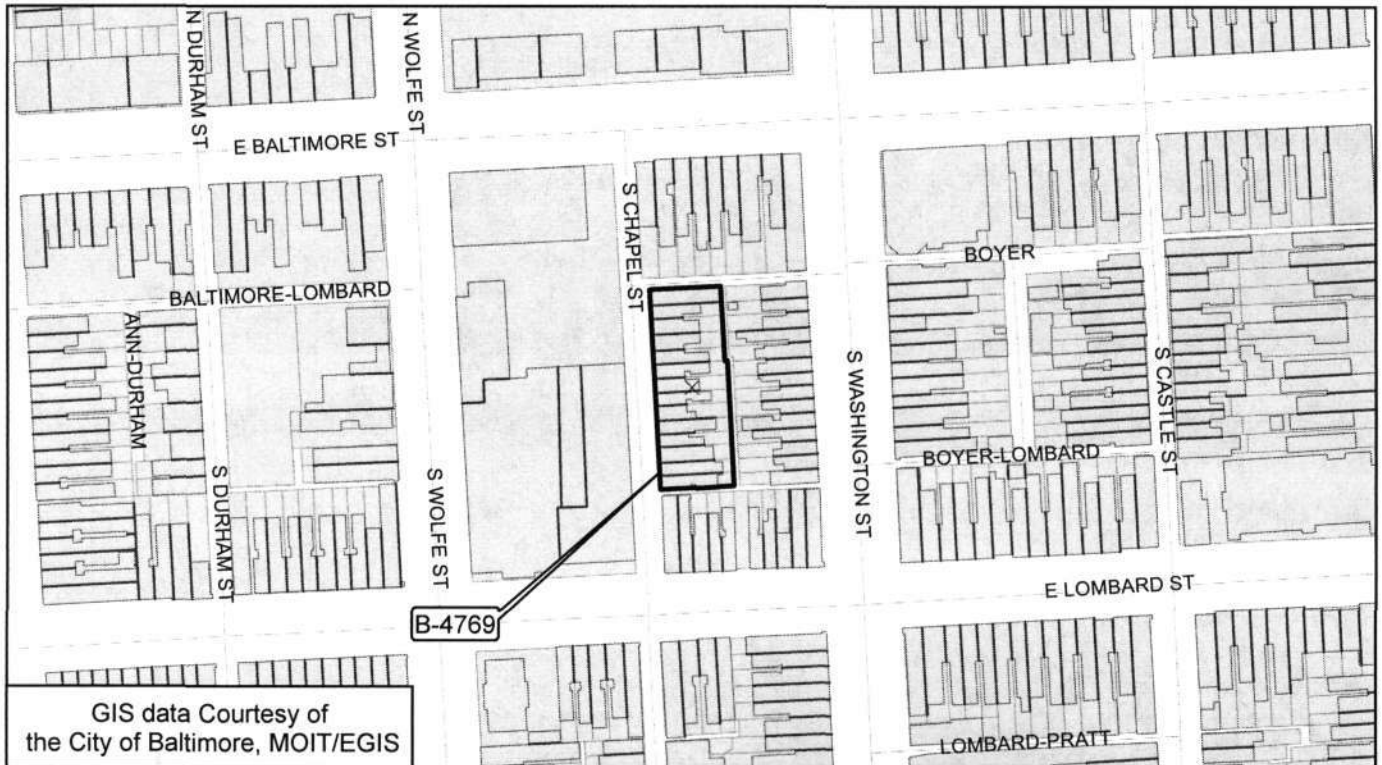 N DURHAM ST
N WOLFE ST
E BALTIMORE ST
S CHAPEL ST
BOYER
BALTIMORE-LOMBARD
ANN-DURHAM
S WASHINGTON ST
S CASTLE ST
BOYER-LOMBARD
S DURHAM ST
S WOLFE ST
E LOMBARD ST
B-4769
GIS data Courtesy of
the City of Baltimore, MOIT/EGIS
LOMBARD-PRATT